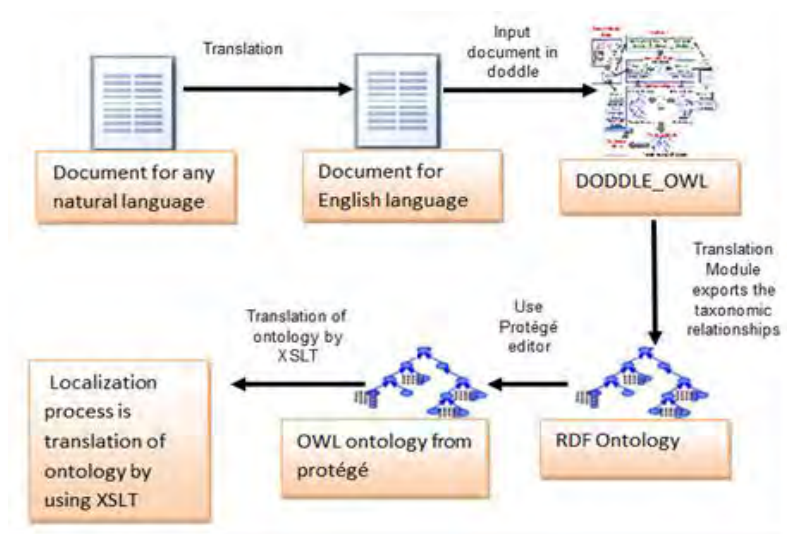 Translation
Input
document in
doddle
Document for any
natural language
Document for
English language
DODDLE_OWL
Translation
Module
exports the
taxonomic
relationships
Use
Protégé
editor
Translation of
ontology by
XSLT
RDF Ontology
OWL ontology from
protégé
Localization
process is
translation of
ontology by
using XSLT